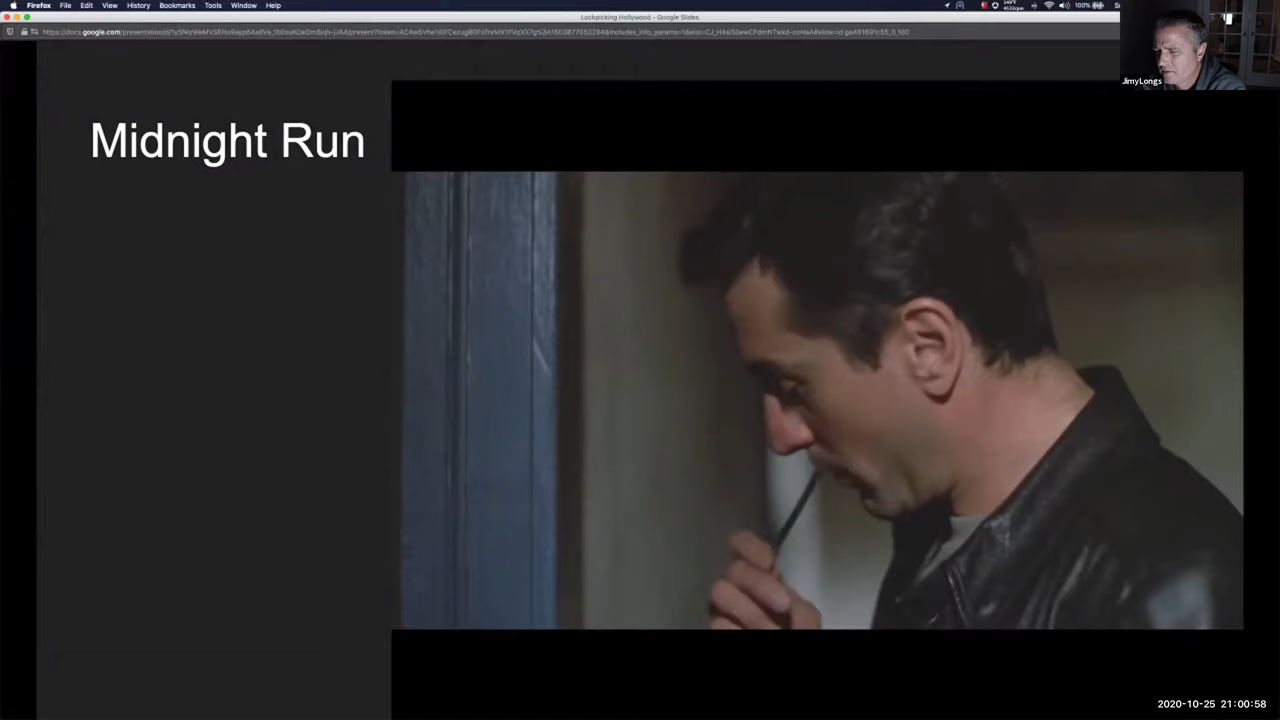 Firefox File Edit View History Bookmarks Tools Window Help
100%
Lockpicking Hollywood - Google Slides
JimyLongs
Midnight Run
2020-10-25 21:00:58